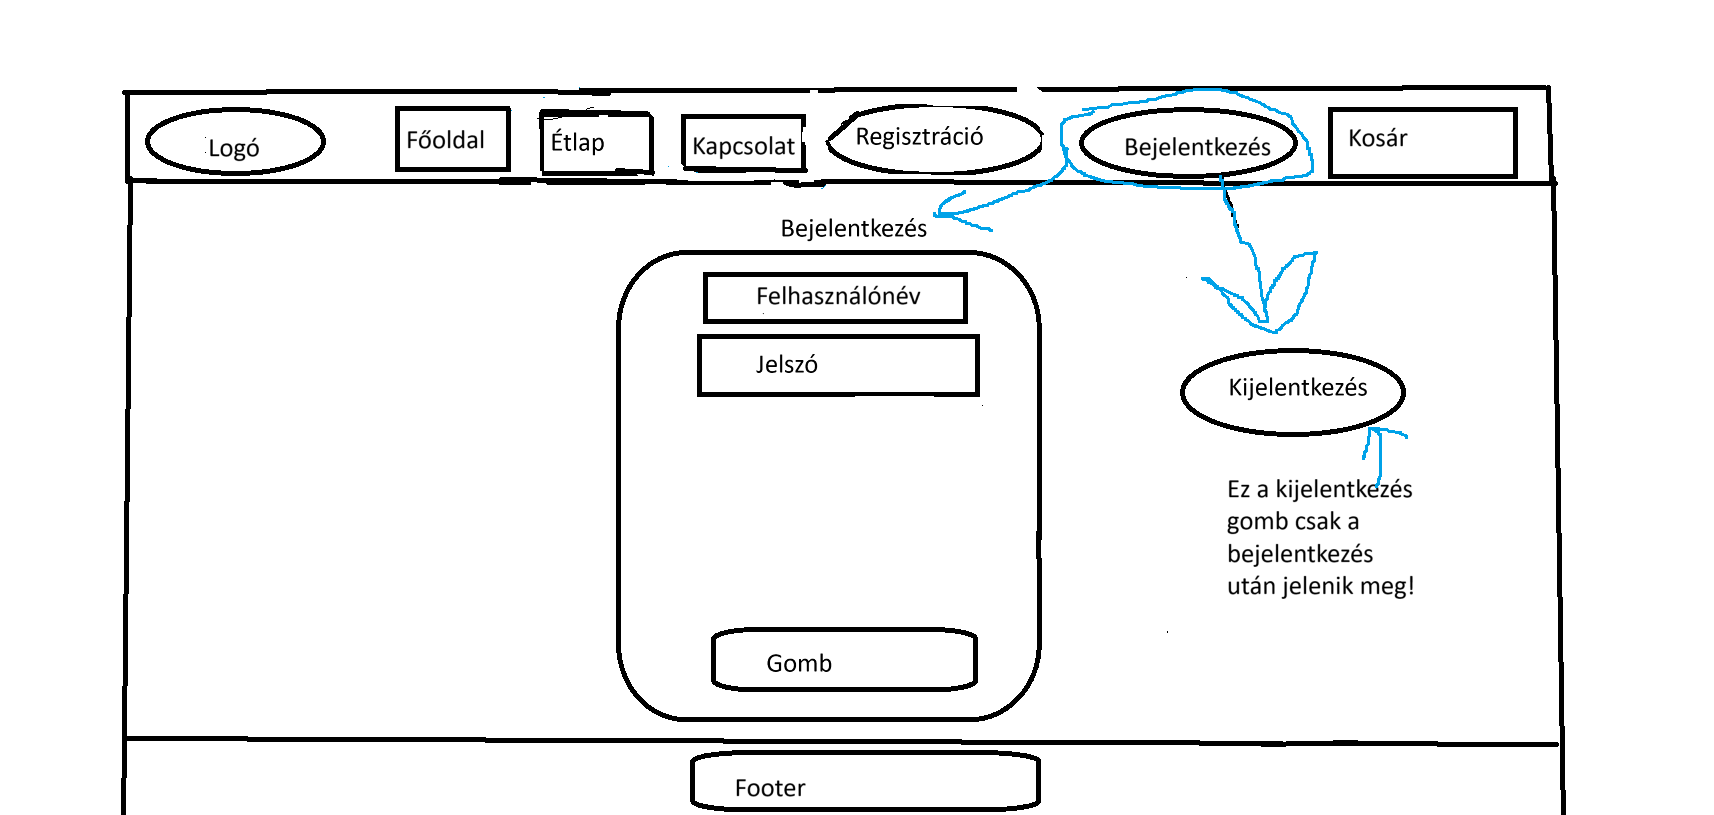 Logó
Főoldal
Étlap
Kapcsolat
Regisztráció
Bejelentkezés
Kosár
Bejelentkezés
Felhasználónév
Jelszó
Kijelentkezés
Ez a kijelentkezés
gomb csak a
bejelentkezés
után jelenik meg!
Gomb
Footer